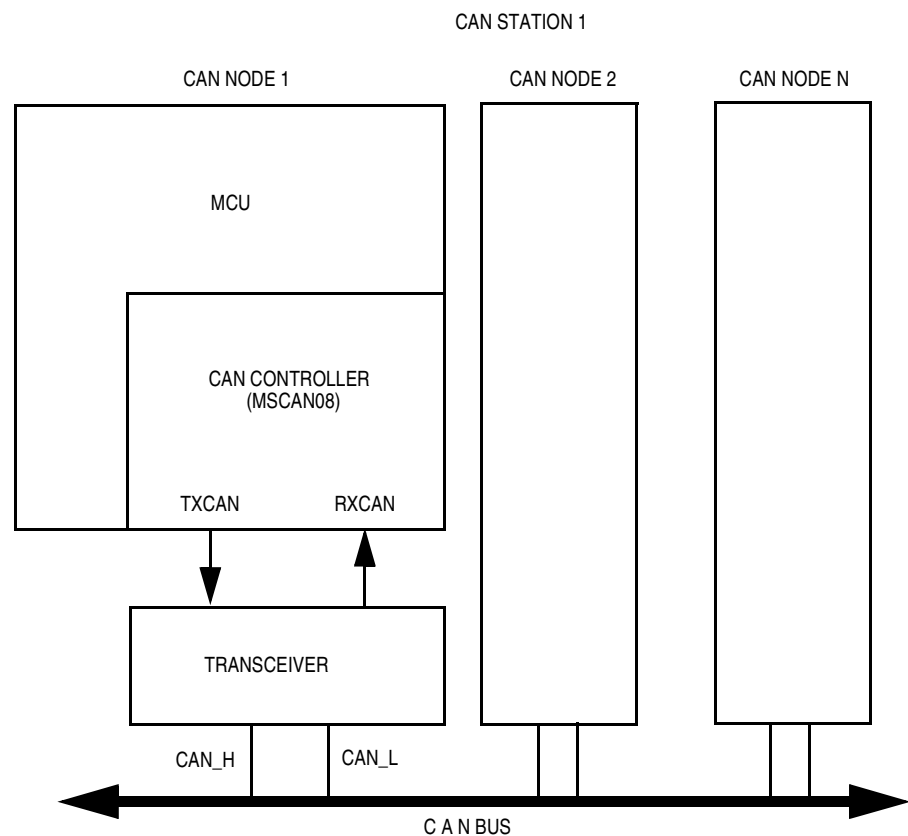 CAN STATION 1
CAN NODE 1
CAN NODE 2
CAN NODE N
MCU
CAN CONTROLLER
(MSCAN08)
TXCAN
RXCAN
TRANSCEIVER
CAN_H
CAN_L
C A N BUS